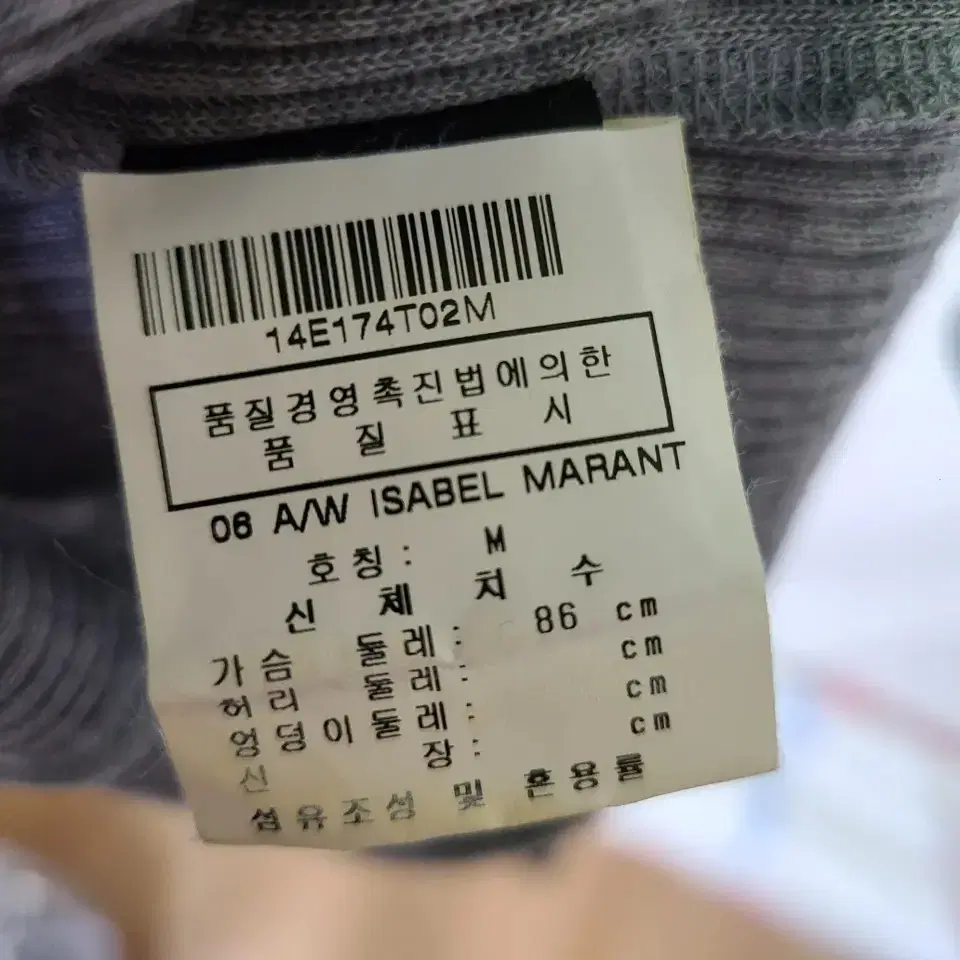 14E174T02M
품질경영촉진법에의한
품 질 표 시
06 A/W ISABEL MARANT
호칭 : M
신 체 치 수
가슴 둘레 : 86 cm
허리 둘레 : cm
엉덩이둘레 : cm
신 장 : cm
섬유조성 및 혼용률